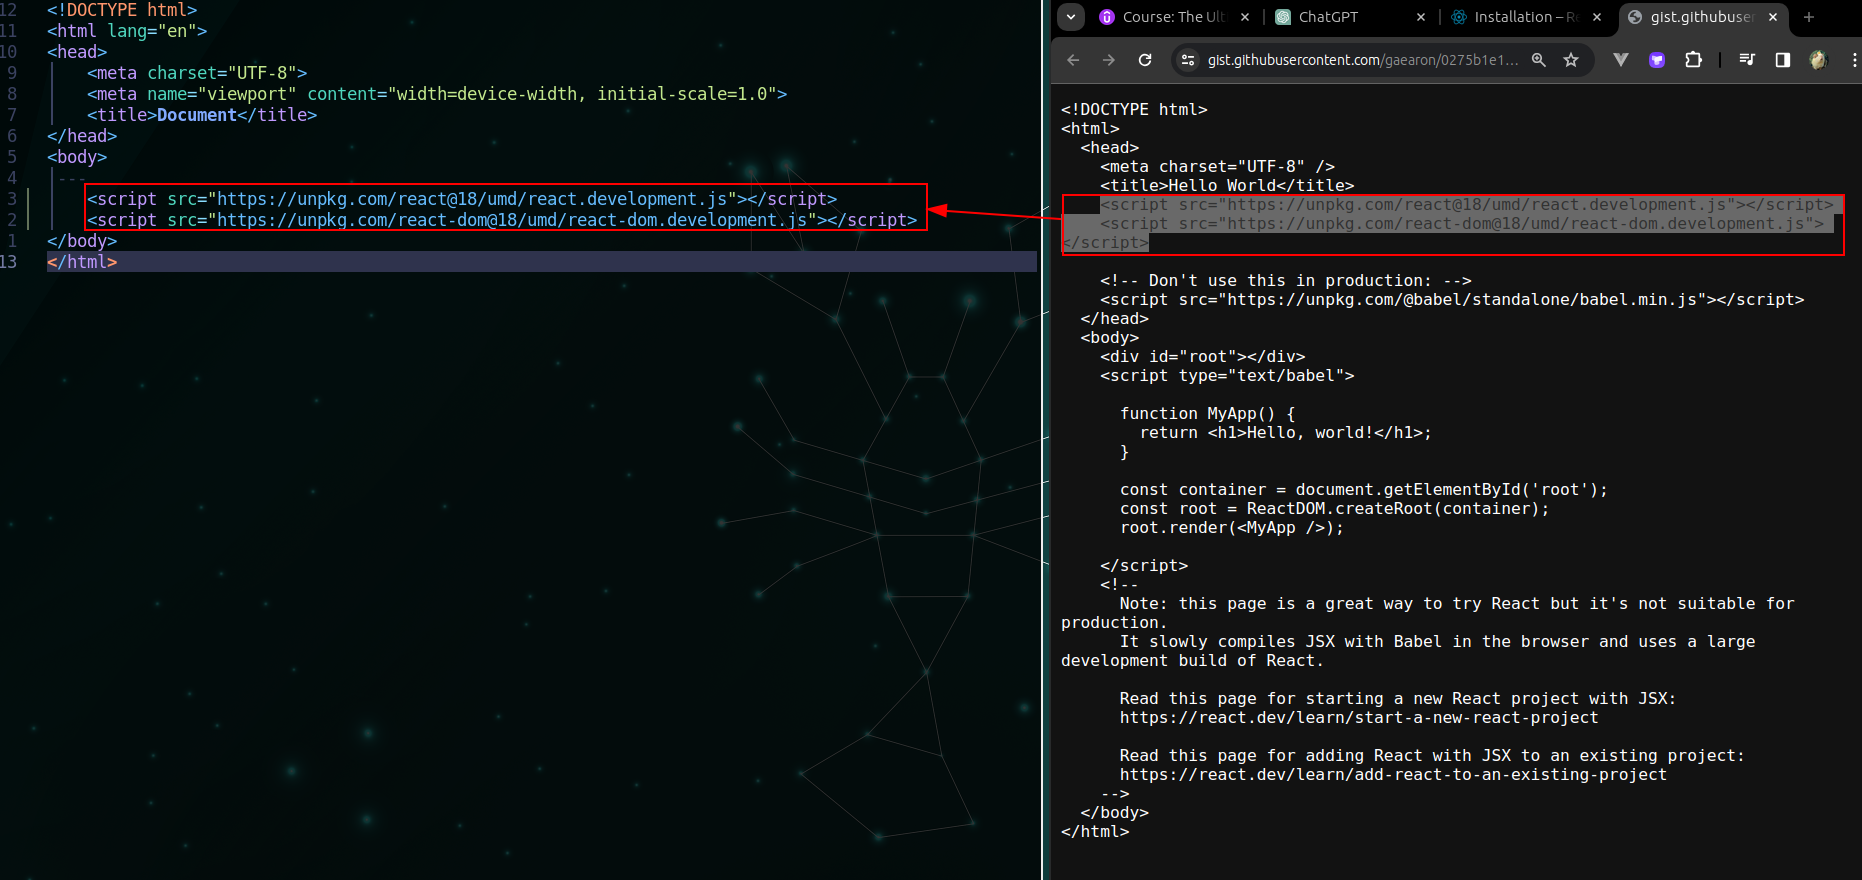 12 <!DOCTYPE html>
11 <html lang="en">
10 <head>
9 <meta charset="UTF-8">
8 <meta name="viewport" content="width=device-width, initial-scale=1.0">
7 <title>Document</title>
6 </head>
5 <body>
4 ---
3 <script src="https://unpkg.com/react@18/umd/react.development.js"></script>
2 <script src="https://unpkg.com/react-dom@18/umd/react-dom.development.js"></script>
1 </body>
13 </html>
Course: The Ult
ChatGPT
Installation – Re
gist.githubuser
gist.githubusercontent.com/gaearon/0275b1e1...
<!DOCTYPE html>
<html>
<head>
<meta charset="UTF-8" />
<title>Hello World</title>
<script src="https://unpkg.com/react@18/umd/react.development.js"></script>
<script src="https://unpkg.com/react-dom@18/umd/react-dom.development.js">
</script>
<!-- Don't use this in production: -->
<script src="https://unpkg.com/@babel/standalone/babel.min.js"></script>
</head>
<body>
<div id="root"></div>
<script type="text/babel">
function MyApp() {
return <h1>Hello, world!</h1>;
}
const container = document.getElementById('root');
const root = ReactDOM.createRoot(container);
root.render(<MyApp />);
</script>
<!--
Note: this page is a great way to try React but it's not suitable for
production.
It slowly compiles JSX with Babel in the browser and uses a large
development build of React.
Read this page for starting a new React project with JSX:
https://react.dev/learn/start-a-new-react-project
Read this page for adding React with JSX to an existing project:
https://react.dev/learn/add-react-to-an-existing-project
-->
</body>
</html>